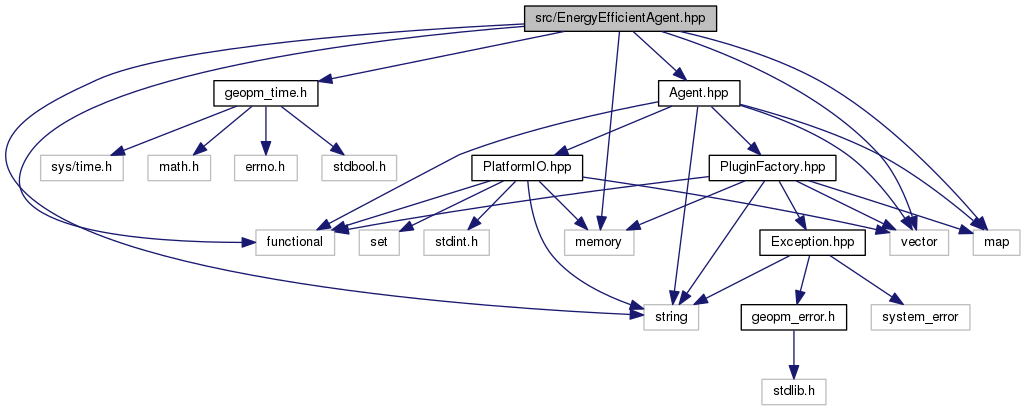 src/EnergyEfficientAgent.hpp
geopm_time.h
Agent.hpp
sys/time.h
math.h
errno.h
stdbool.h
PlatformIO.hpp
PluginFactory.hpp
functional
set
stdint.h
memory
Exception.hpp
vector
map
string
geopm_error.h
system_error
stdlib.h